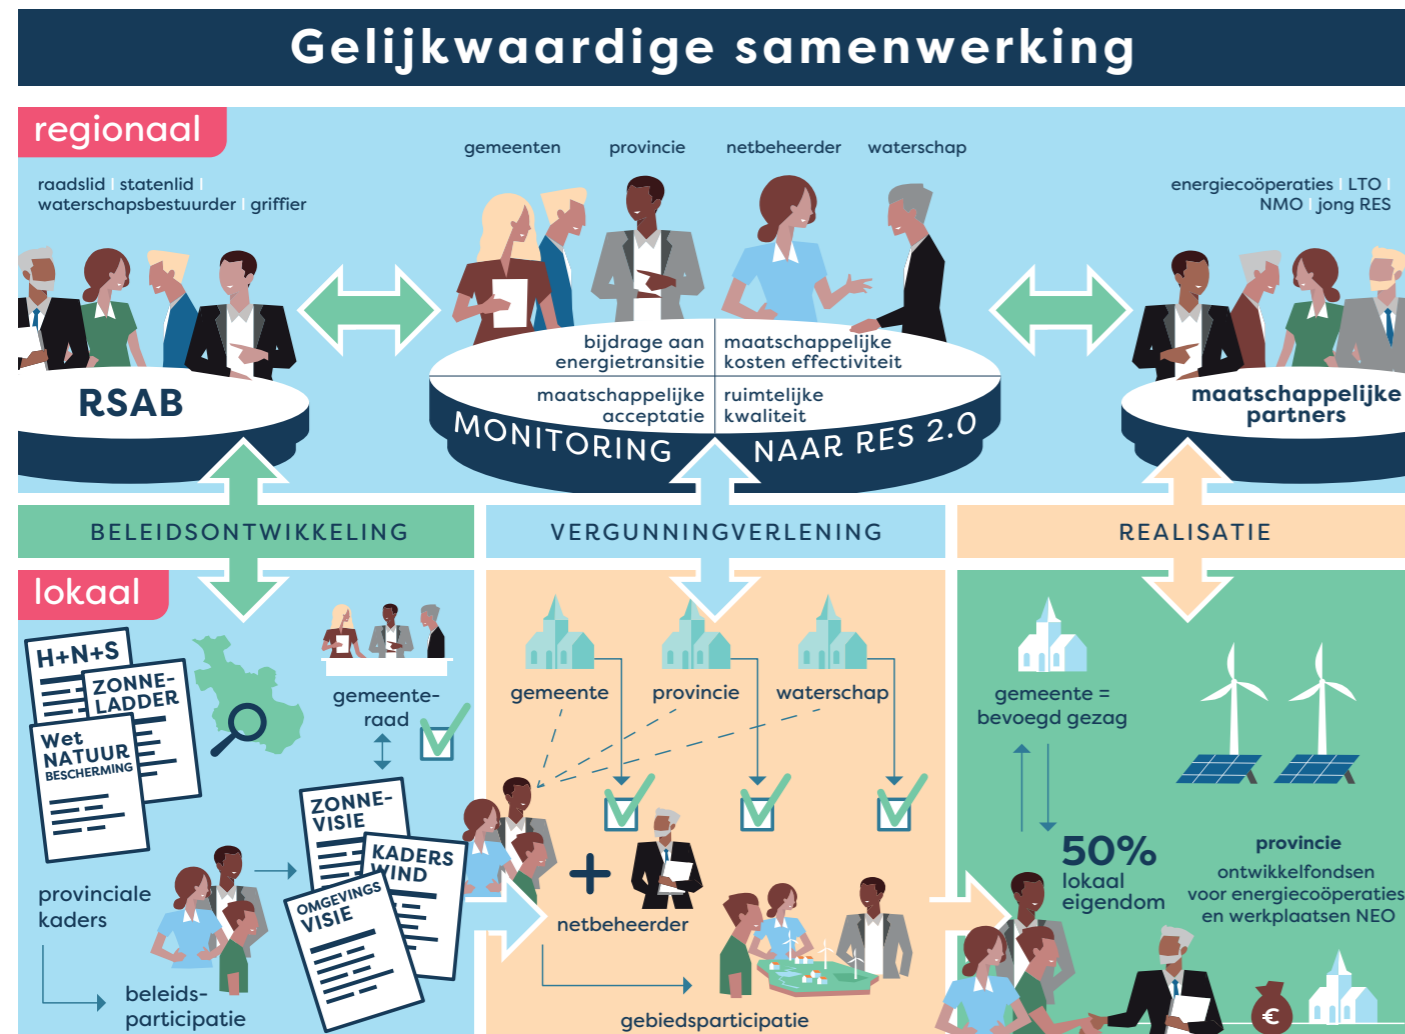 Gelijkwaardige samenwerking
regionaal
raadslid | statenlid |
waterschapsbestuurder | griffier
gemeenten
provincie
netbeheerder
waterschap
energiecoöperaties | LTO |
NMO | jong RES
RSAB
bijdrage aan
energietransitie
maatschappelijke
kosten effectiviteit
maatschappelijke
acceptatie
ruimtelijke
kwaliteit
MONITORING
NAAR RES 2.0
maatschappelijke
partners
BELEIDSONTWIKKELING
VERGUNNINGVERLENING
REALISATIE
lokaal
H+N+S
ZONNE-
LADDER
Wet
NATUUR
BESCHERMING
gemeente-
raad
ZONNE-
VISIE
KADERS
WIND
OMGEVINGS
VISIE
provinciale
kaders
beleids-
participatie
gemeente
provincie
waterschap
netbeheerder
gebiedsparticipatie
gemeente =
bevoegd gezag
50%
lokaal
eigendom
provincie
ontwikkelfondsen
voor energiecoöperaties
en werkplaatsen NEO
€